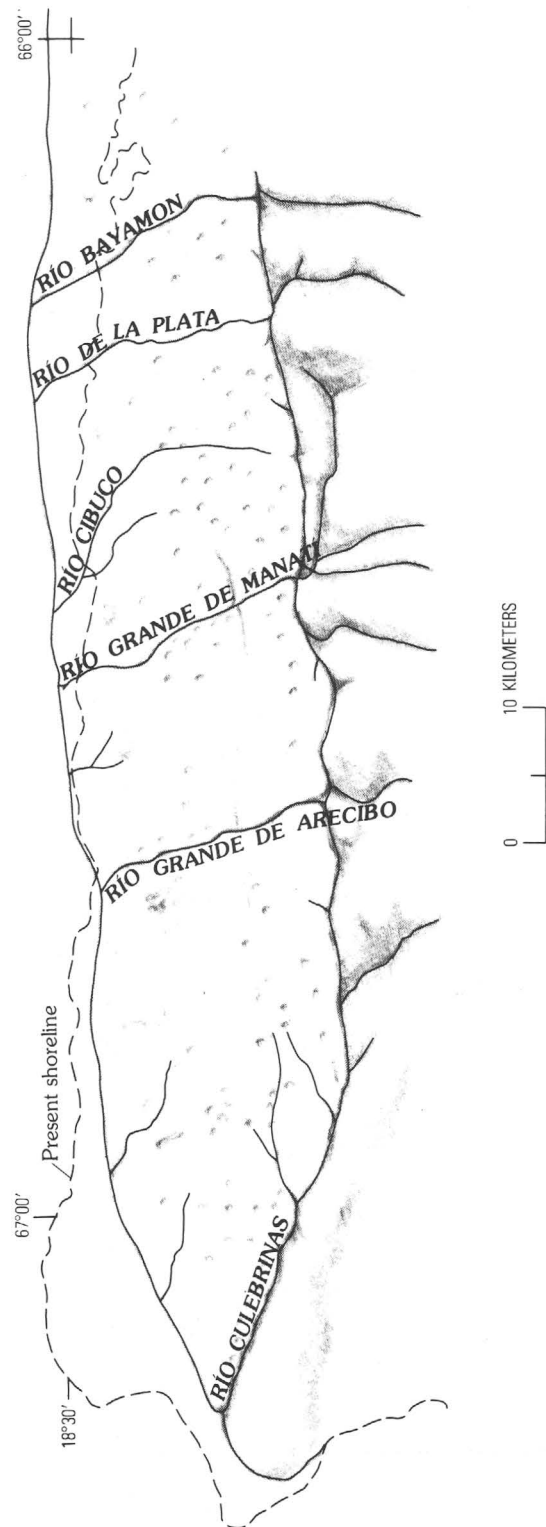 66°00'
RÍO BAYAMON
RÍO DE LA PLATA
RÍO CIBUCO
RÍO GRANDE DE MANATI
RÍO GRANDE DE ARECIBO
0 10 KILOMETERS
Present shoreline
67°00'
RÍO CULEBRINAS
18°30'